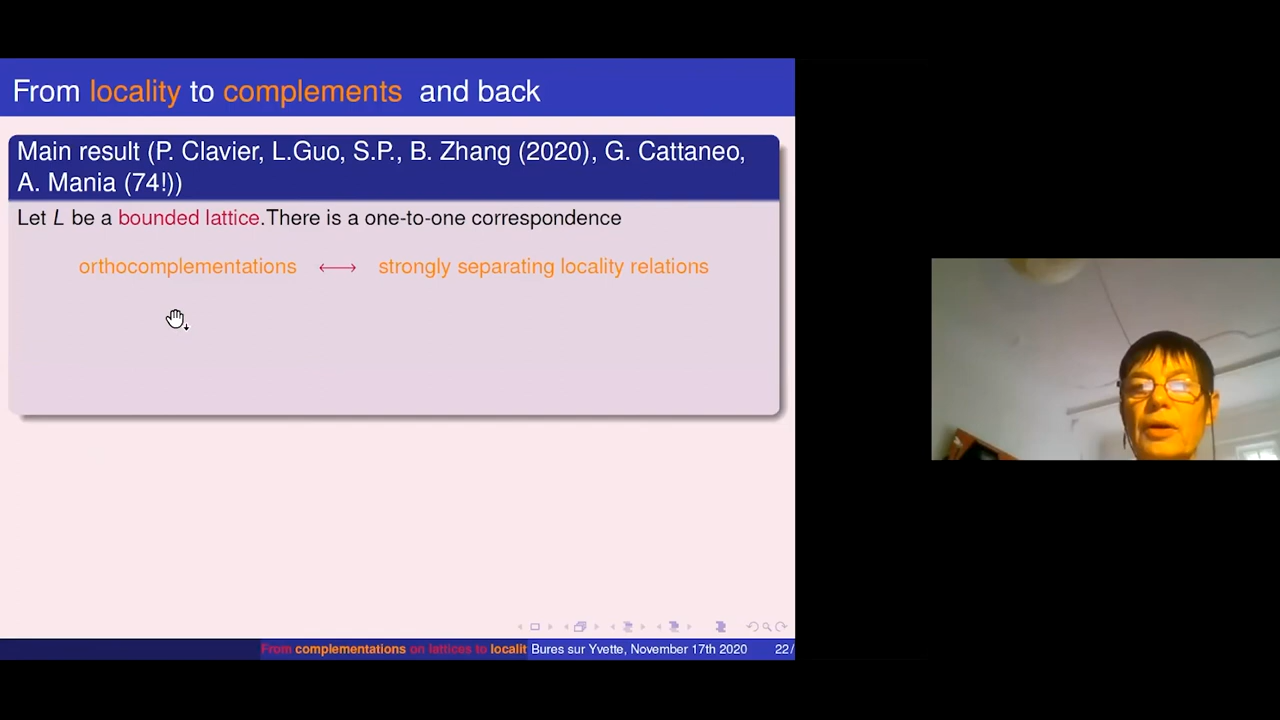 From locality to complements and back
Main result (P. Clavier, L.Guo, S.P., B. Zhang (2020), G. Cattaneo,
A. Mania (74!))
Let L be a bounded lattice.There is a one-to-one correspondence
orthocomplementations ⟷ strongly separating locality relations
From complementations on lattices to localit Bures sur Yvette, November 17th 2020 22/